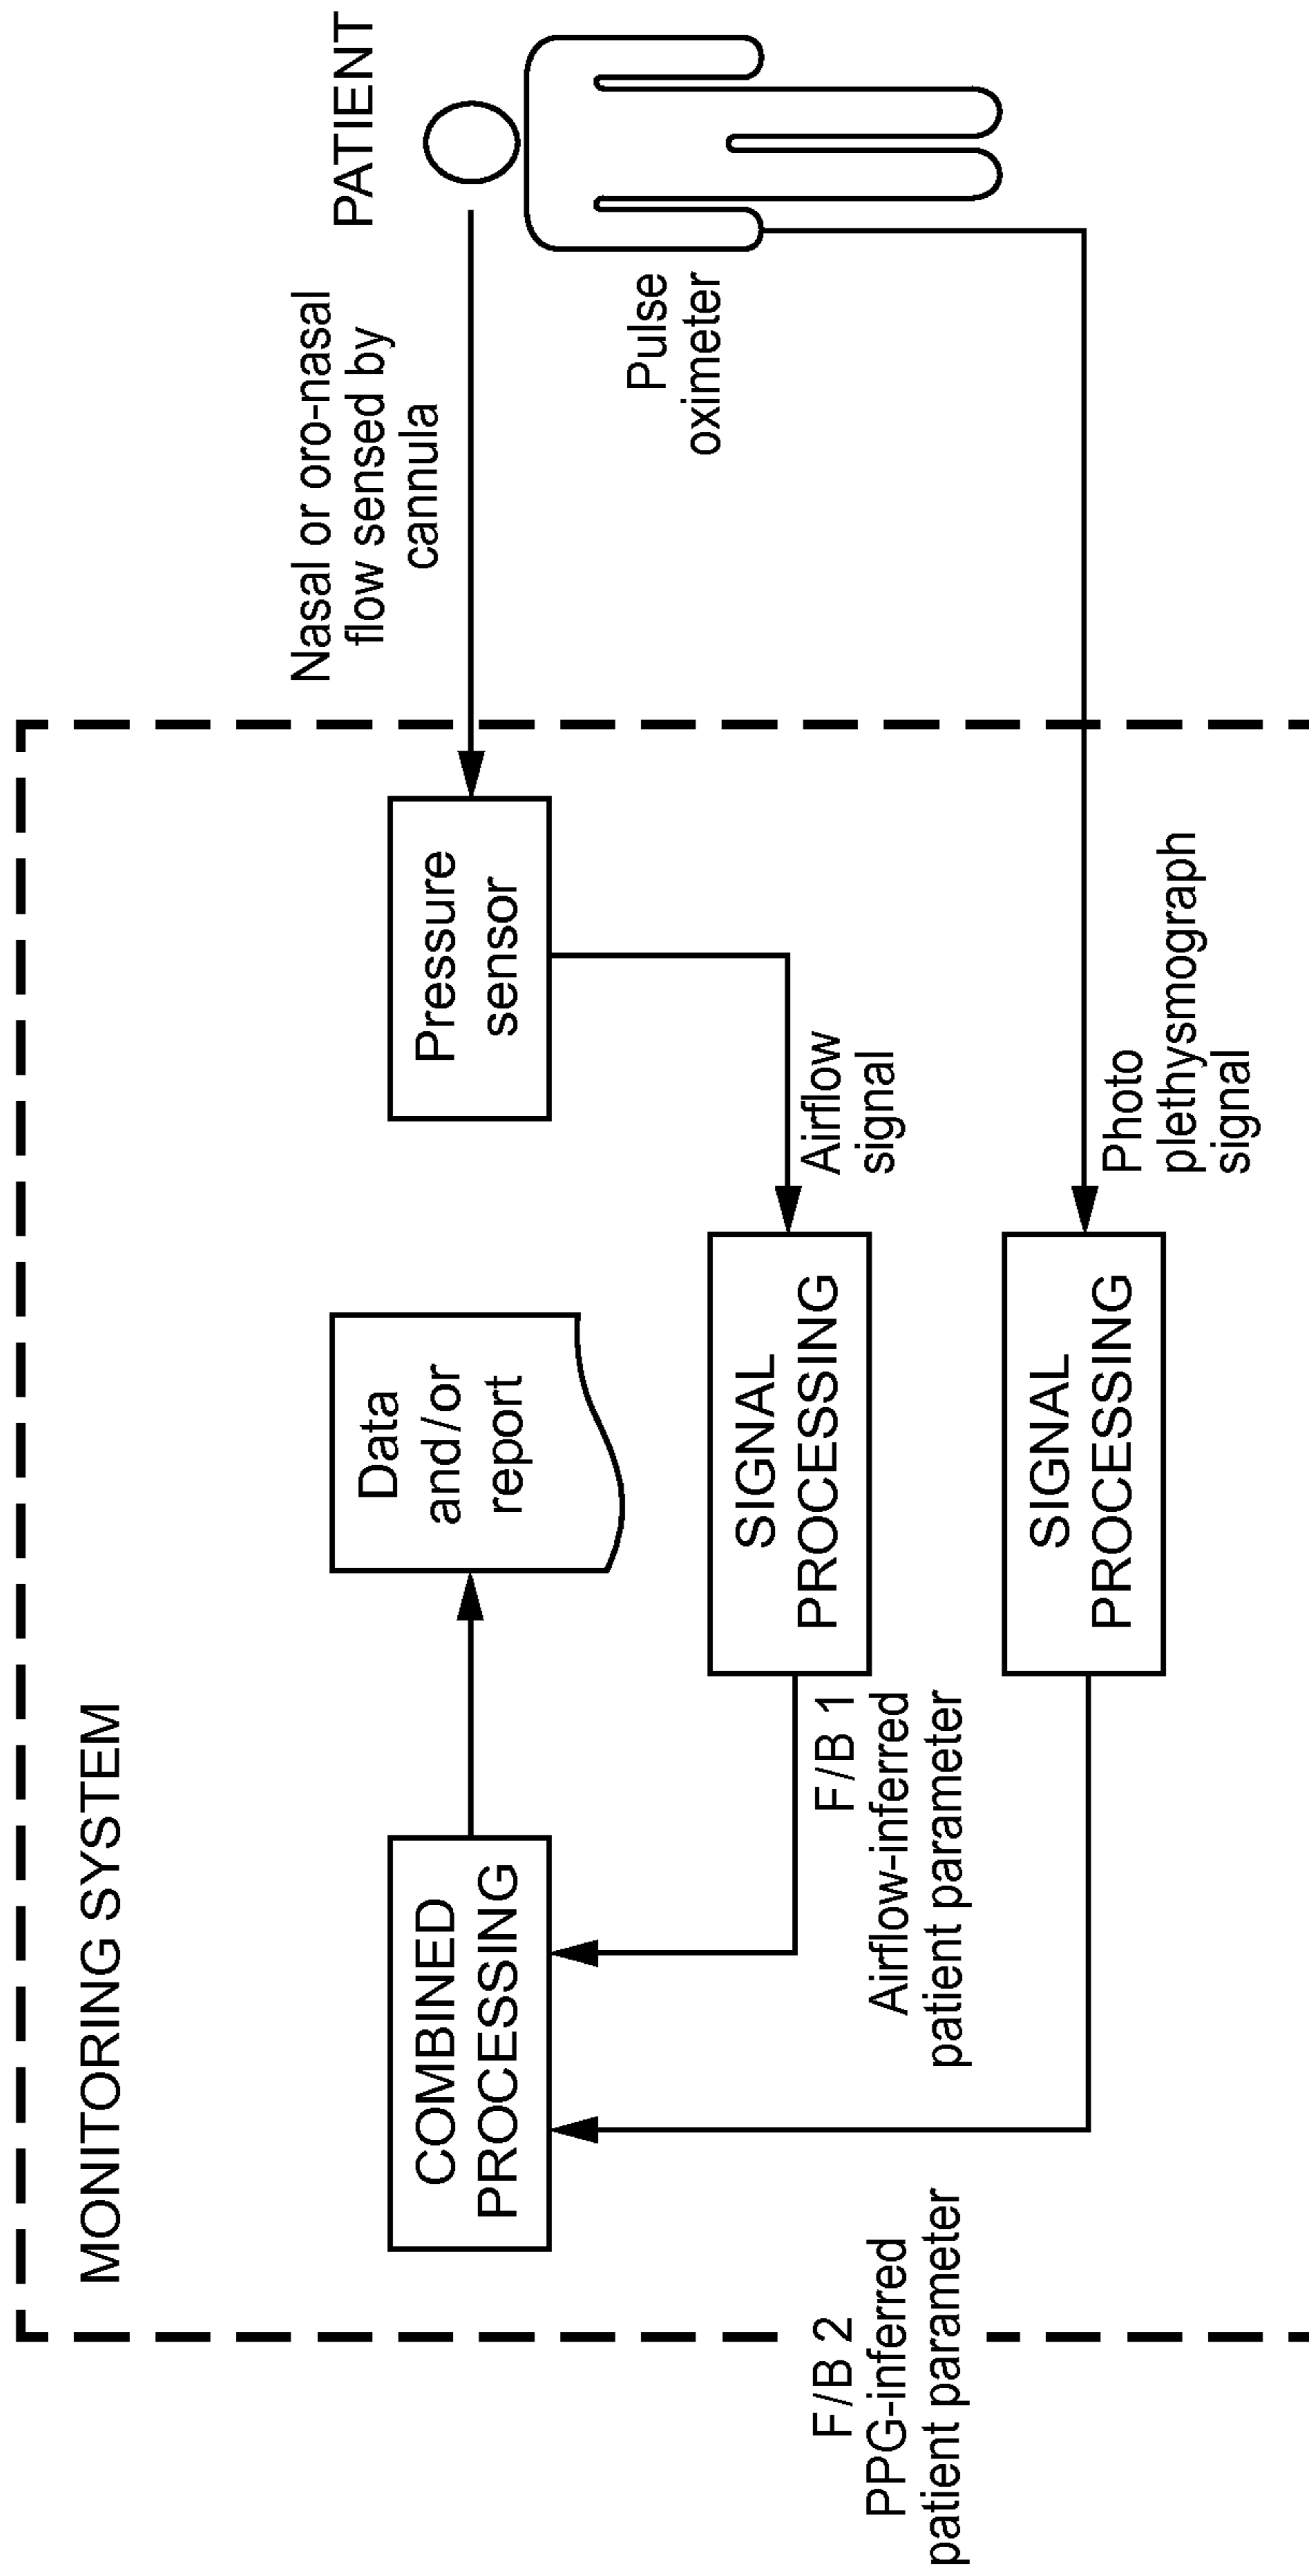 MONITORING SYSTEM
PATIENT
Nasal or oro-nasal
flow sensed by
cannula
Pulse
oximeter
Pressure
sensor
Airflow
signal
Photo
plethysmograph
signal
Data
and/or
report
SIGNAL
PROCESSING
SIGNAL
PROCESSING
COMBINED
PROCESSING
F/B 1
Airflow-inferred
patient parameter
F/B 2
PPG-inferred
patient parameter